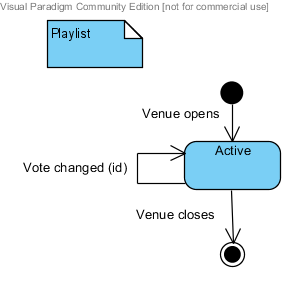 Visual Paradigm Community Edition [not for commercial use]
Playlist
Venue opens
Active
Vote changed (id)
Venue closes